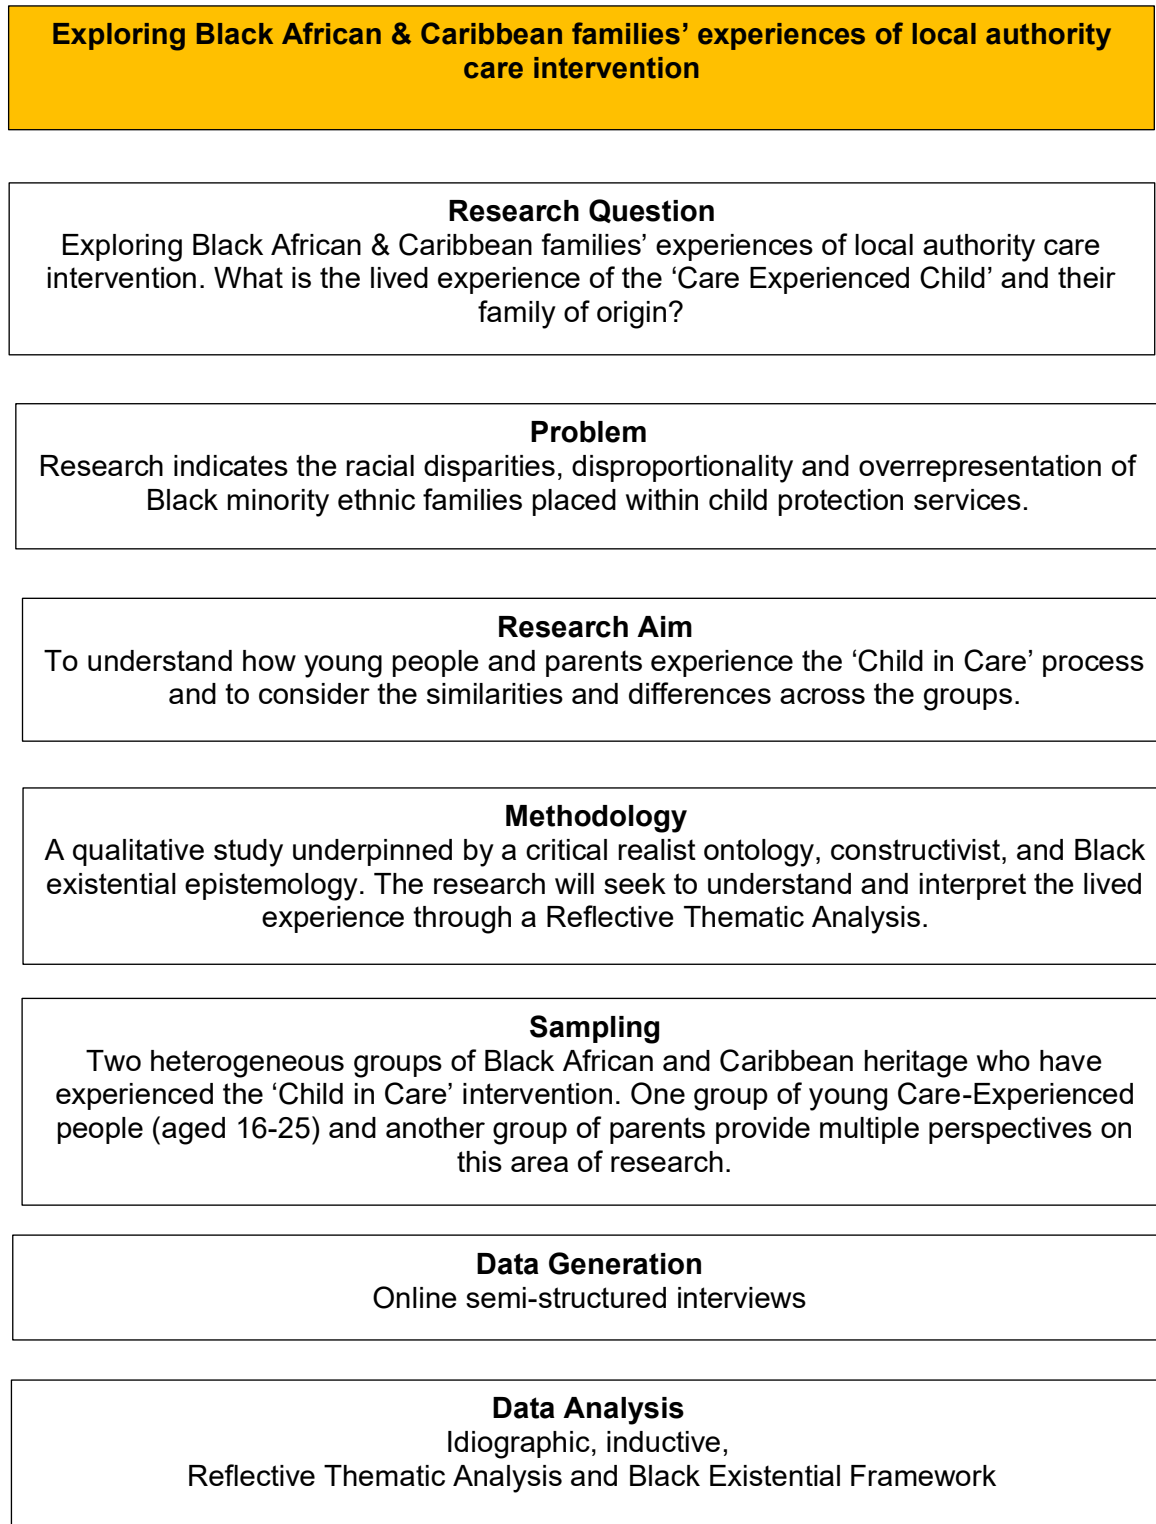 Exploring Black African & Caribbean families’ experiences of local authority
care intervention
Research Question
Exploring Black African & Caribbean families’ experiences of local authority care
intervention. What is the lived experience of the ‘Care Experienced Child’ and their
family of origin?
Problem
Research indicates the racial disparities, disproportionality and overrepresentation of
Black minority ethnic families placed within child protection services.
Research Aim
To understand how young people and parents experience the ‘Child in Care’ process
and to consider the similarities and differences across the groups.
Methodology
A qualitative study underpinned by a critical realist ontology, constructivist, and Black
existential epistemology. The research will seek to understand and interpret the lived
experience through a Reflective Thematic Analysis.
Sampling
Two heterogeneous groups of Black African and Caribbean heritage who have
experienced the ‘Child in Care’ intervention. One group of young Care-Experienced
people (aged 16-25) and another group of parents provide multiple perspectives on
this area of research.
Data Generation
Online semi-structured interviews
Data Analysis
Idiographic, inductive,
Reflective Thematic Analysis and Black Existential Framework